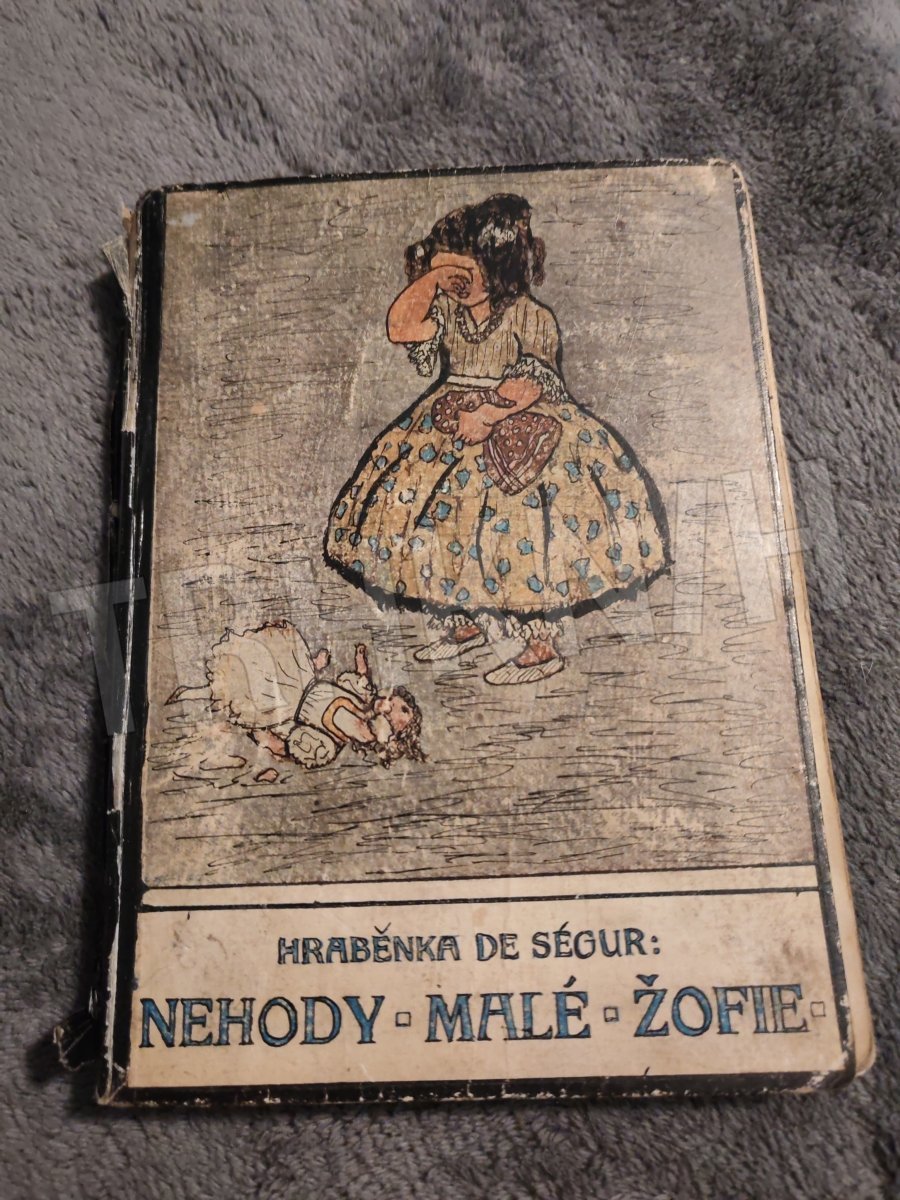 HRABĚNKA DE SÉGUR:
NEHODY · MALÉ · ŽOFIE ·